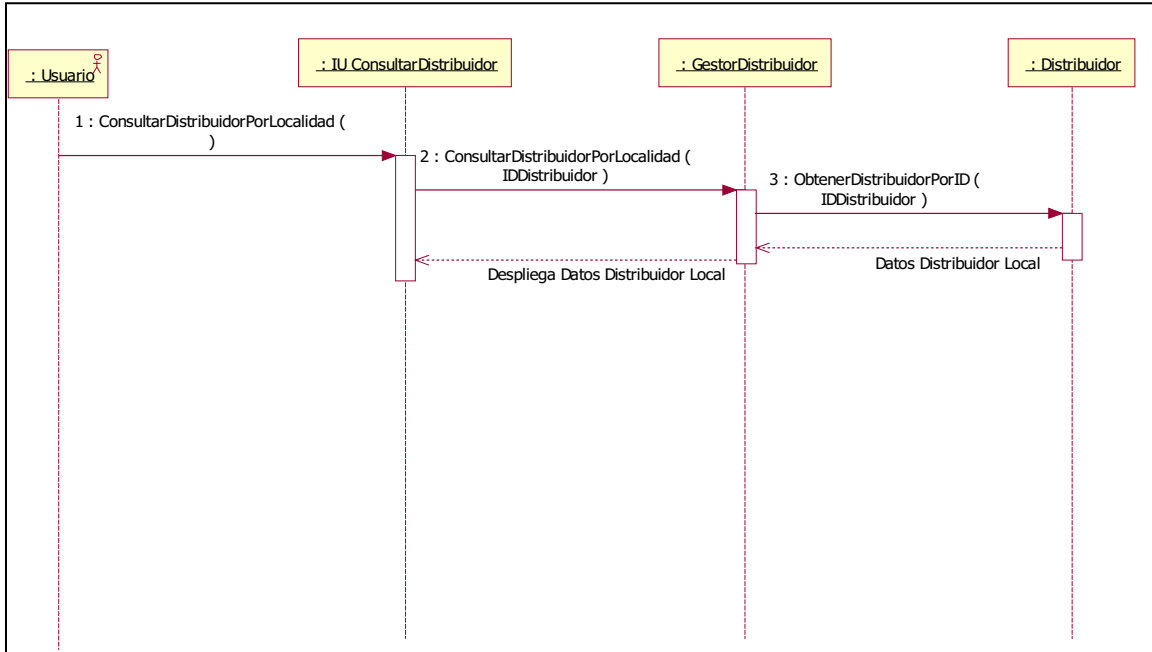 : Usuario
: IU ConsultarDistribuidor
: GestorDistribuidor
: Distribuidor
1 : ConsultarDistribuidorPorLocalidad (
)
2 : ConsultarDistribuidorPorLocalidad (
IDDistribuidor )
3 : ObtenerDistribuidorPorID (
IDDistribuidor )
Datos Distribuidor Local
Despliega Datos Distribuidor Local